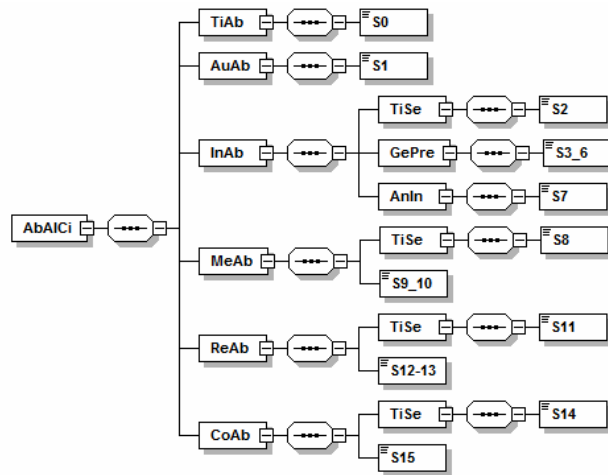 TiAb S0
AuAb S1
TiSe S2
InAb GePre S3_6
AnIn S7
AbAlCi
TiSe S8
MeAb
S9_10
TiSe S11
ReAb
S12-13
TiSe S14
CoAb
S15